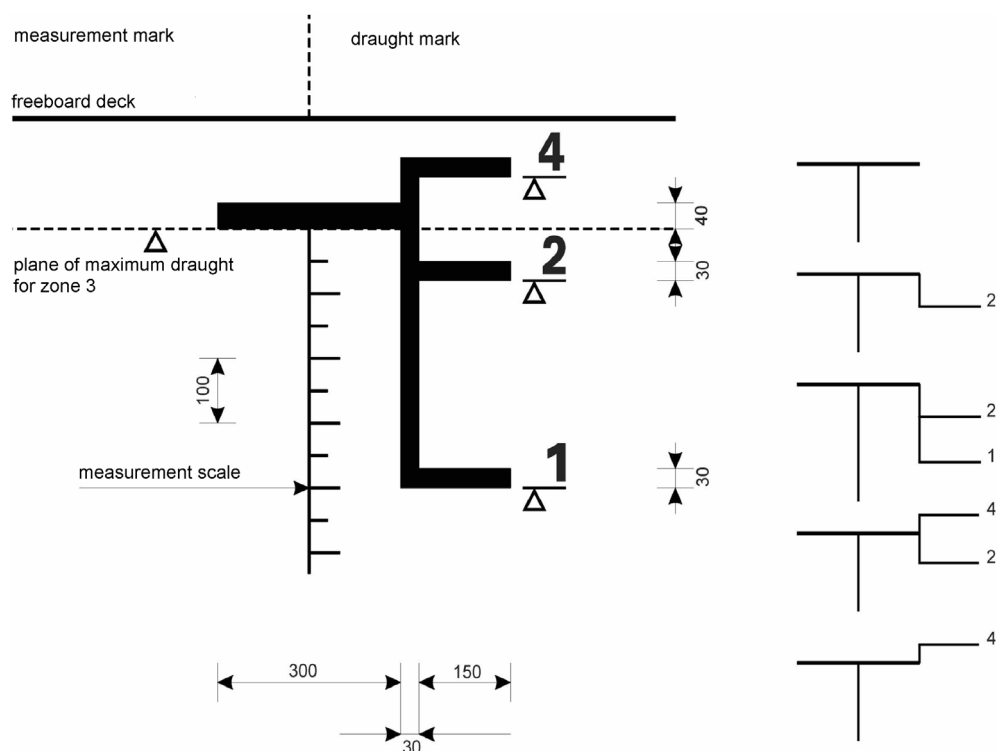 measurement mark
draught mark
freeboard deck
4
40
plane of maximum draught
for zone 3
2
30
100
measurement scale
1
30
300
150
30
2
2
1
4
2
4